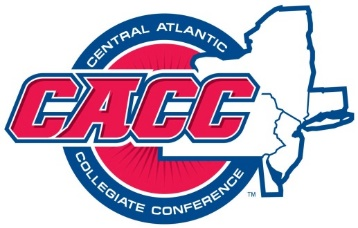 CENTRAL ATLANTIC
CACC
COLLEGIATE CONFERENCE
TM